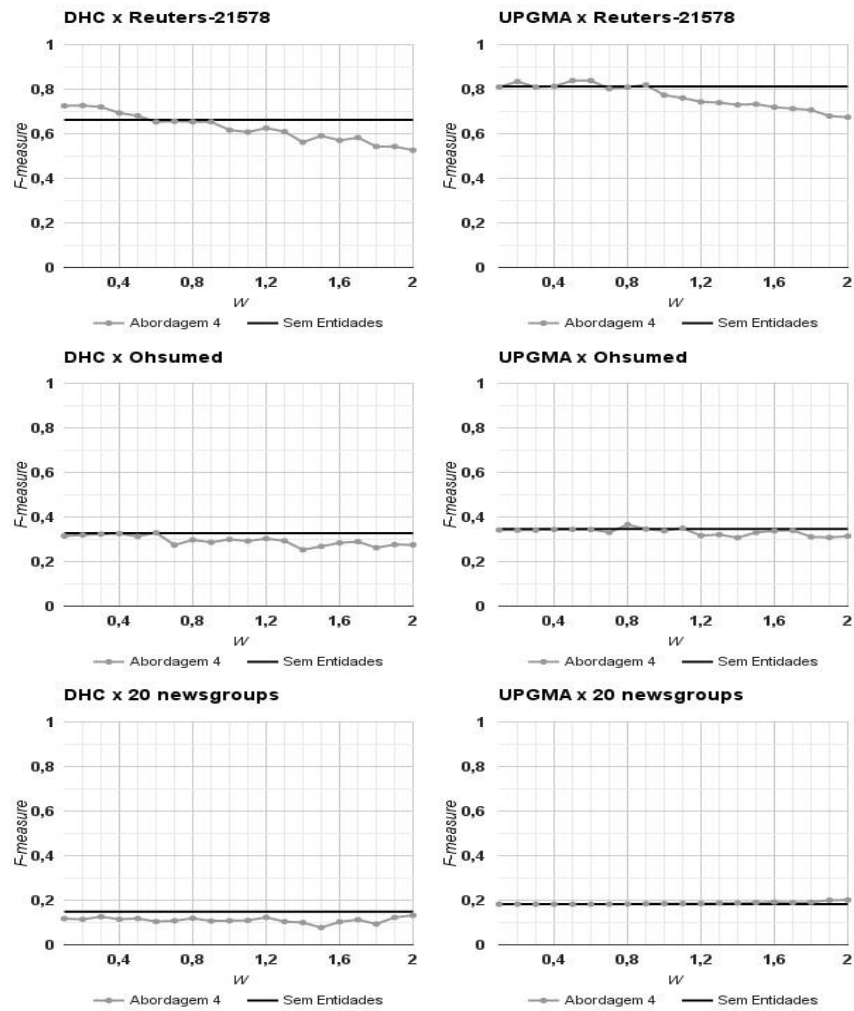 DHC x Reuters-21578
1
0,8
0,6
0,4
0,2
0
F-measure
0,4 0,8 1,2 1,6 2
W
Abordagem 4 Sem Entidades
UPGMA x Reuters-21578
1
0,8
0,6
0,4
0,2
0
F-measure
0,4 0,8 1,2 1,6 2
W
Abordagem 4 Sem Entidades
DHC x Ohsumed
1
0,8
0,6
0,4
0,2
0
F-measure
0,4 0,8 1,2 1,6 2
W
Abordagem 4 Sem Entidades
UPGMA x Ohsumed
1
0,8
0,6
0,4
0,2
0
F-measure
0,4 0,8 1,2 1,6 2
W
Abordagem 4 Sem Entidades
DHC x 20 newsgroups
1
0,8
0,6
0,4
0,2
0
F-measure
0,4 0,8 1,2 1,6 2
W
Abordagem 4 Sem Entidades
UPGMA x 20 newsgroups
1
0,8
0,6
0,4
0,2
0
F-measure
0,4 0,8 1,2 1,6 2
W
Abordagem 4 Sem Entidades